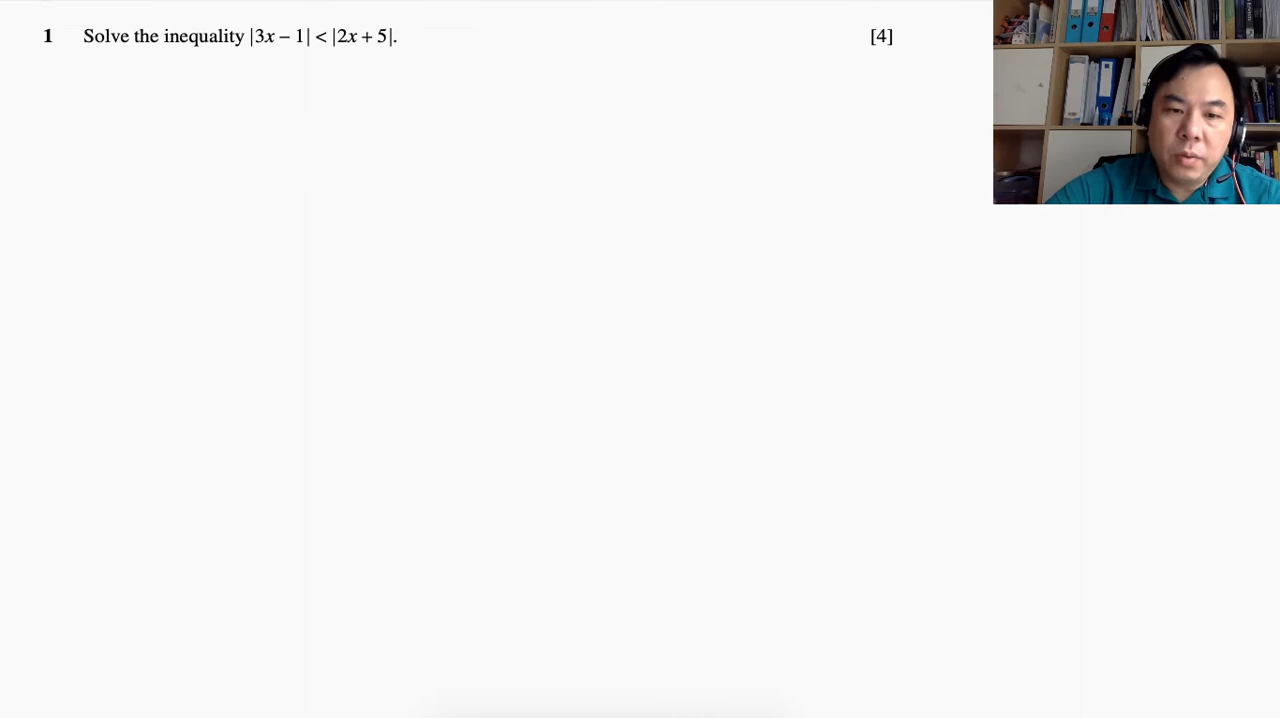 1 Solve the inequality |3x − 1| < |2x + 5|. [4]